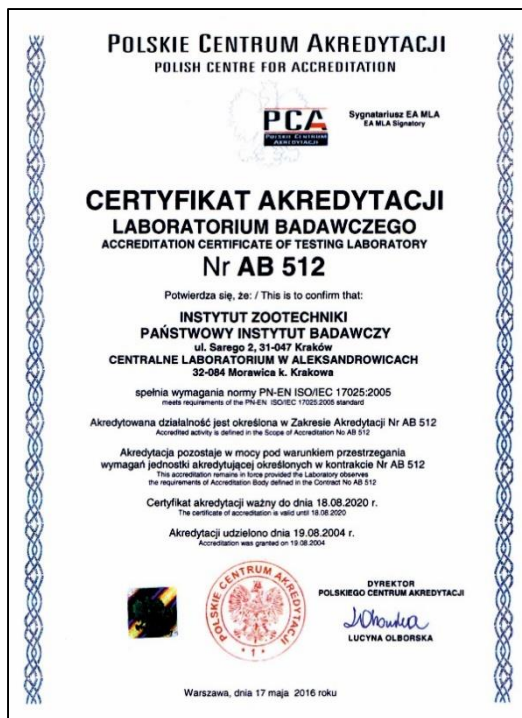 POLSKIE CENTRUM AKREDYTACJI
POLISH CENTRE FOR ACCREDITATION
PCA
POLSKIE CENTRUM
AKREDYTACJI
Sygnatariusz EA MLA
EA MLA Signatory
CERTYFIKAT AKREDYTACJI
LABORATORIUM BADAWCZEGO
ACCREDITATION CERTIFICATE OF TESTING LABORATORY
Nr AB 512
Potwierdza się, że: / This is to confirm that:
INSTYTUT ZOOTECHNIKI
PAŃSTWOWY INSTYTUT BADAWCZY
ul. Sarego 2, 31-047 Kraków
CENTRALNE LABORATORIUM W ALEKSANDROWICACH
32-084 Morawica k. Krakowa
spełnia wymagania normy PN-EN ISO/IEC 17025:2005
meets requirements of the PN-EN ISO/IEC 17025:2005 standard
Akredytowana działalność jest określona w Zakresie Akredytacji Nr AB 512
Accredited activity is defined in the Scope of Accreditation No AB 512
Akredytacja pozostaje w mocy pod warunkiem przestrzegania
wymagań jednostki akredytującej określonych w kontrakcie Nr AB 512
This accreditation remains in force provided the Laboratory observes
the requirements of Accreditation Body defined in the Contract No AB 512
Certyfikat akredytacji ważny do dnia 18.08.2020 r.
The certificate of accreditation is valid until 18.08.2020
Akredytacji udzielono dnia 19.08.2004 r.
Accreditation was granted on 19.08.2004
POLSKIE CENTRUM AKREDYTACJI
1
DYREKTOR
POLSKIEGO CENTRUM AKREDYTACJI
LUCYNA OLBORSKA
Warszawa, dnia 17 maja 2016 roku